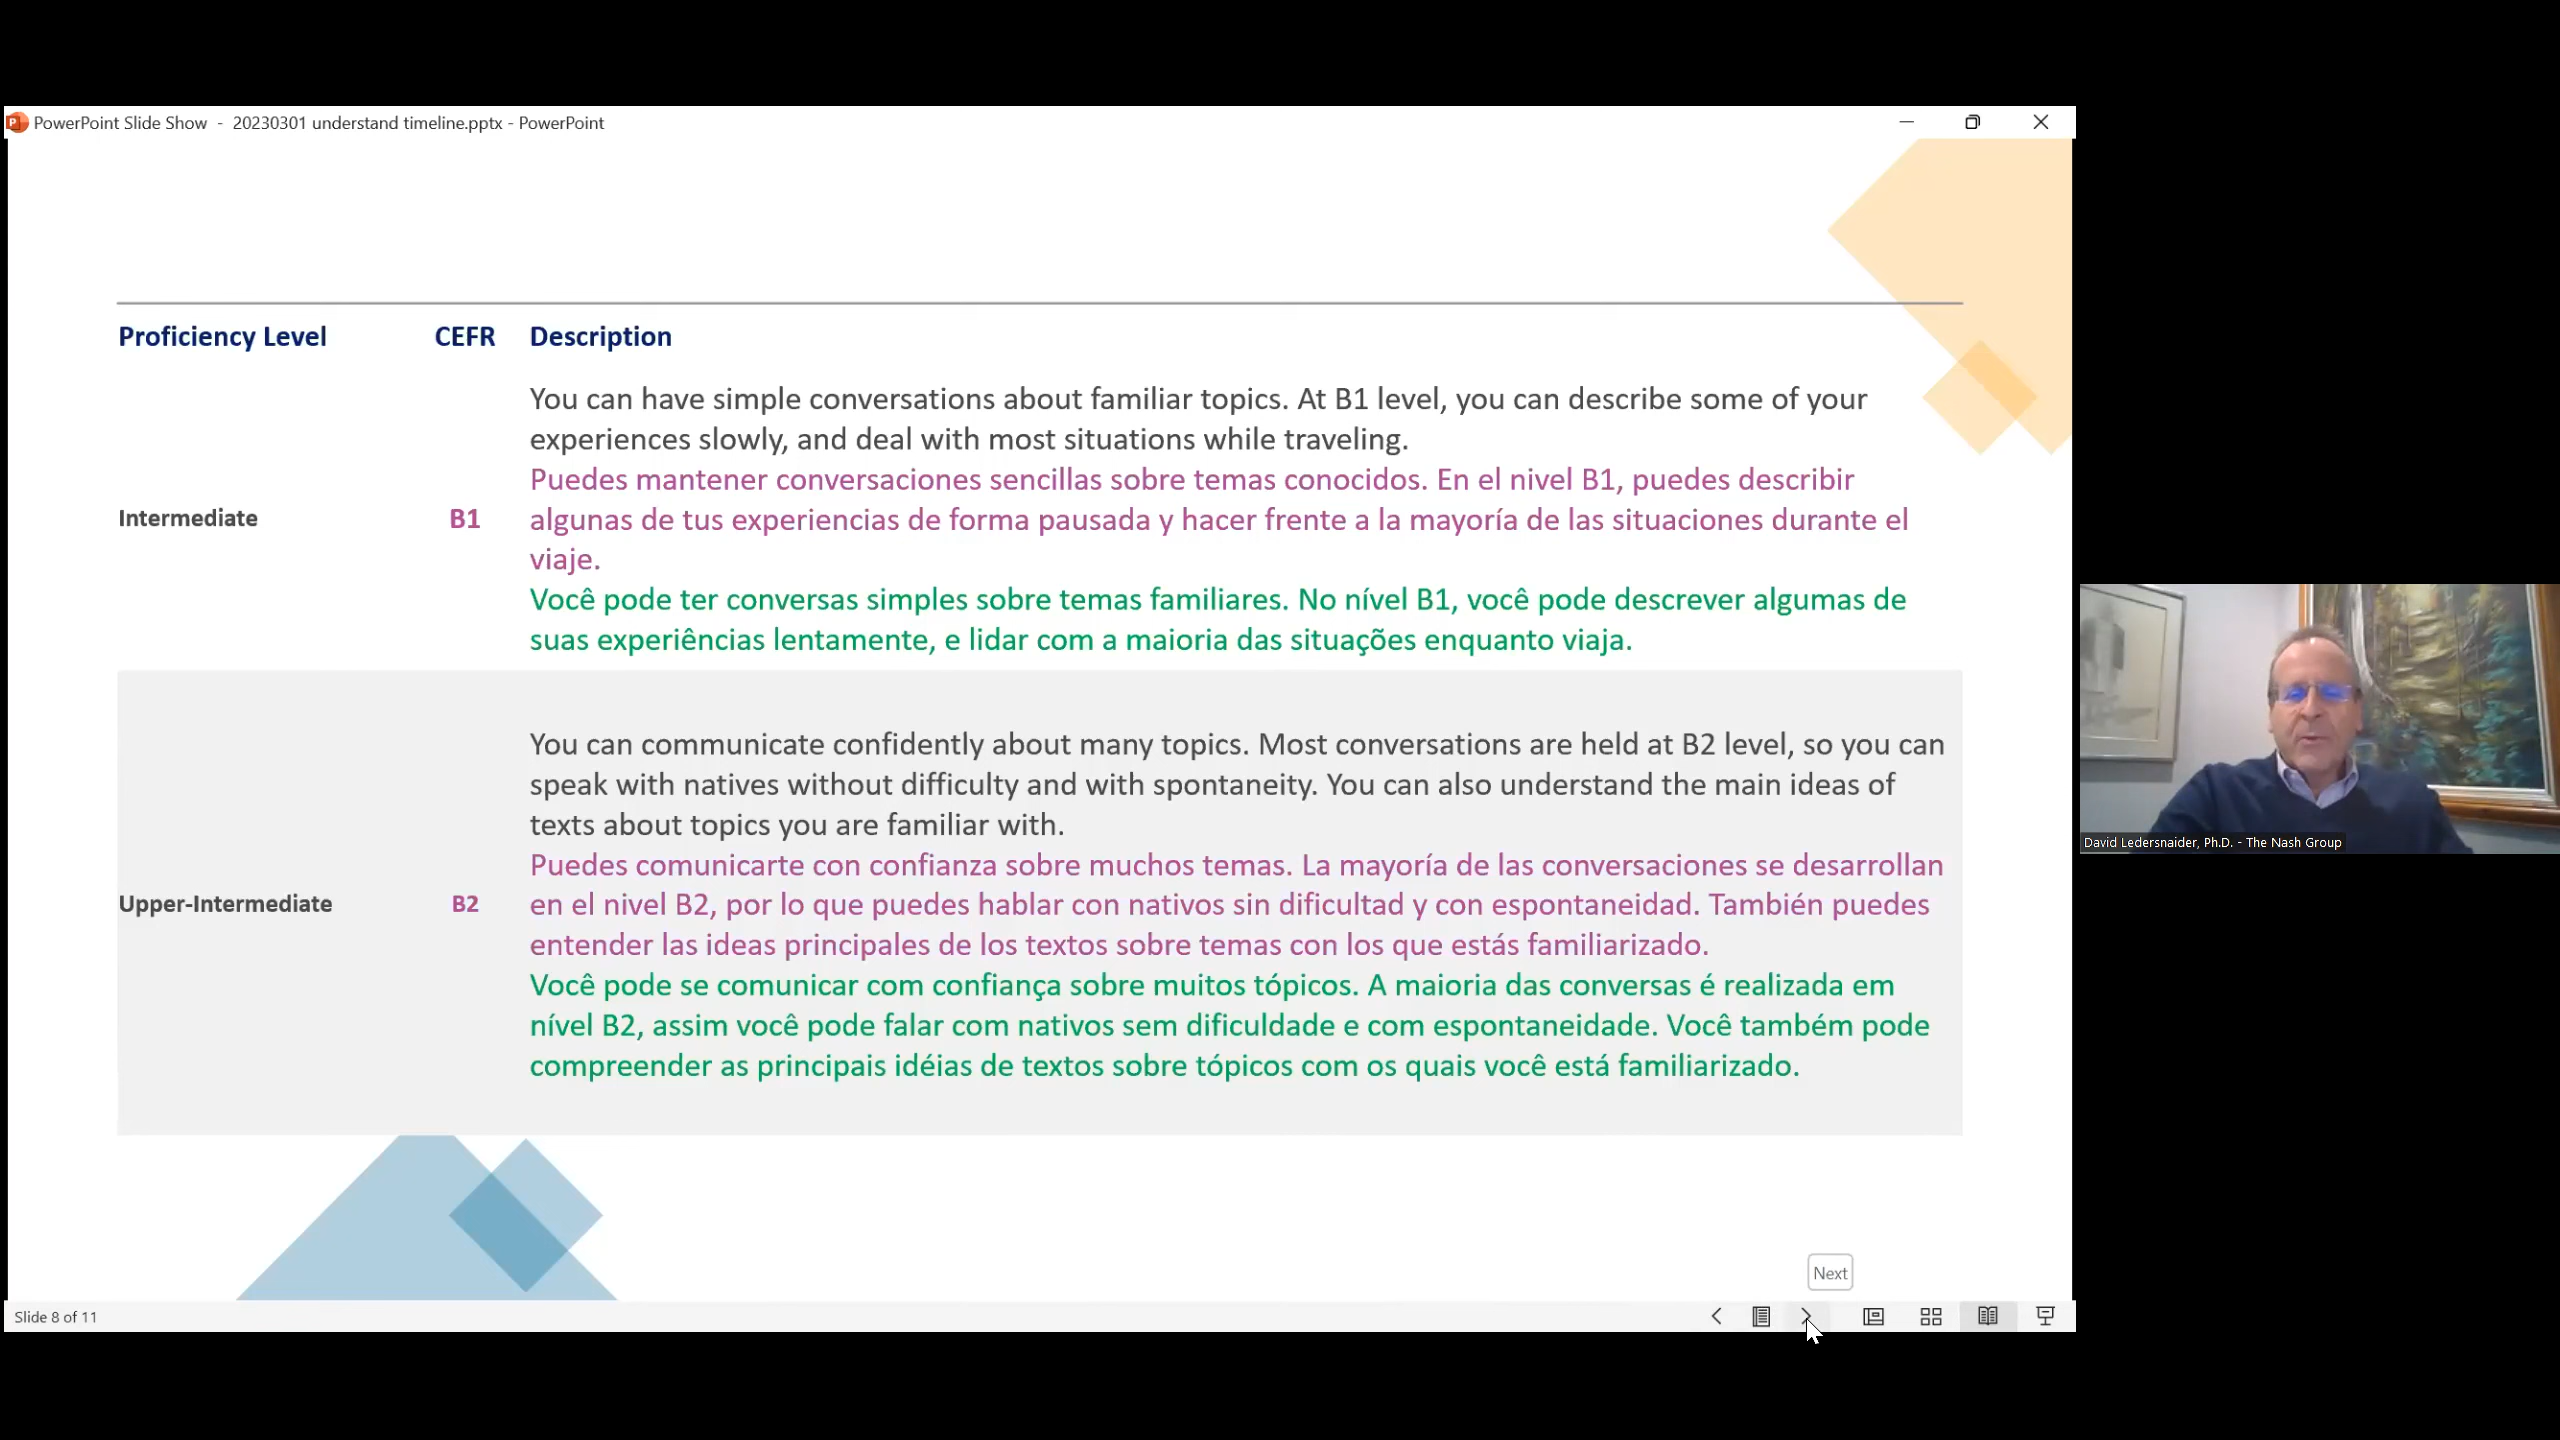 PowerPoint Slide Show - 20230301 understand timeline.pptx - PowerPoint
Proficiency Level CEFR Description
You can have simple conversations about familiar topics. At B1 level, you can describe some of your
experiences slowly, and deal with most situations while traveling.
Puedes mantener conversaciones sencillas sobre temas conocidos. En el nivel B1, puedes describir
Intermediate B1 algunas de tus experiencias de forma pausada y hacer frente a la mayoría de las situaciones durante el
viaje.
Você pode ter conversas simples sobre temas familiares. No nível B1, você pode descrever algumas de
suas experiências lentamente, e lidar com a maioria das situações enquanto viaja.
You can communicate confidently about many topics. Most conversations are held at B2 level, so you can
speak with natives without difficulty and with spontaneity. You can also understand the main ideas of
texts about topics you are familiar with.
Puedes comunicarte con confianza sobre muchos temas. La mayoría de las conversaciones se desarrollan
Upper-Intermediate B2 en el nivel B2, por lo que puedes hablar con nativos sin dificultad y con espontaneidad. También puedes
entender las ideas principales de los textos sobre temas con los que estás familiarizado.
Você pode se comunicar com confiança sobre muitos tópicos. A maioria das conversas é realizada em
nível B2, assim você pode falar com nativos sem dificuldade e com espontaneidade. Você também pode
compreender as principais idéias de textos sobre tópicos com os quais você está familiarizado.
David Ledersnaider, Ph.D. - The Nash Group
Next
Slide 8 of 11